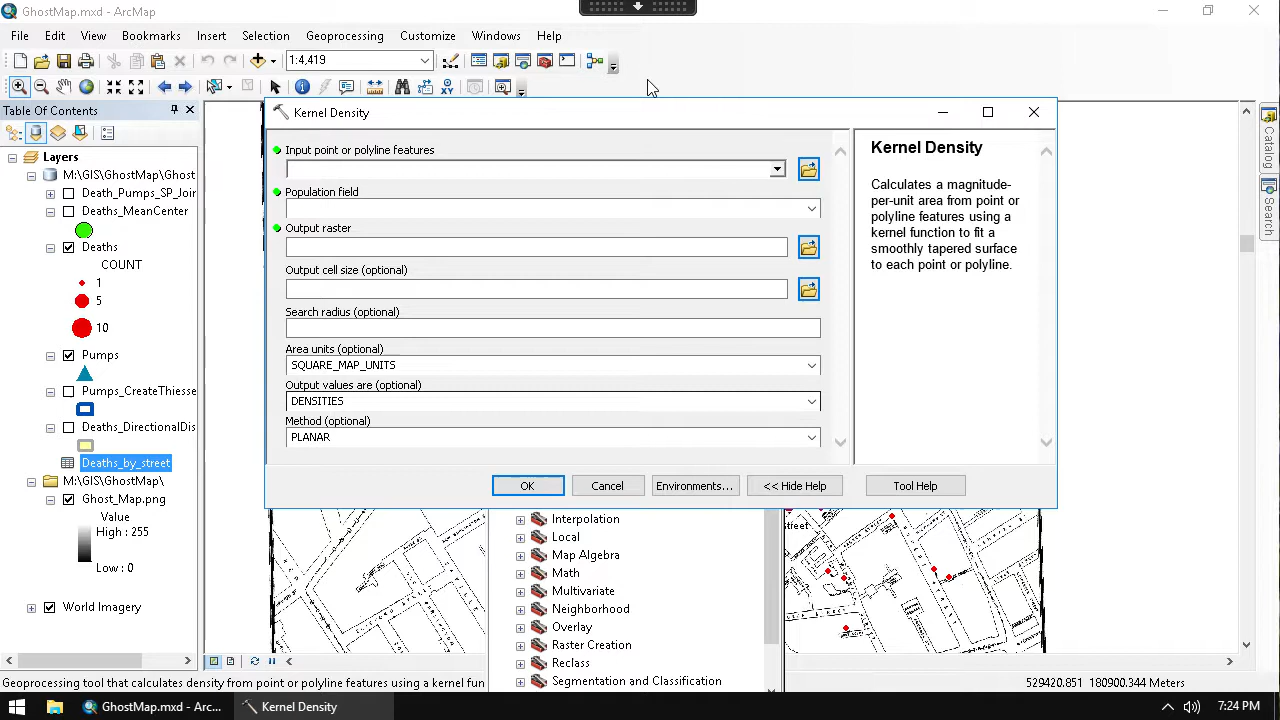 GhostMap.mxd - ArcMap
File Edit View Bookmarks Insert Selection Geoprocessing Customize Windows Help
1:4,419
Table Of Contents
Layers
M:\GIS\GhostMap\Ghost
Death_Pumps_SP_Join
Deaths_MeanCenter
Deaths
COUNT
1
5
10
Pumps
Pumps_CreateThiesse
Deaths_DirectionalDis
Deaths_by_street
M:\GIS\GhostMap\
Ghost_Map.png
Value
High : 255
Low : 0
World Imagery
Kernel Density
Input point or polyline features
Population field
Output raster
Output cell size (optional)
Search radius (optional)
Area units (optional)
SQUARE_MAP_UNITS
Output values are (optional)
DENSITIES
Method (optional)
PLANAR
OK Cancel Environments... << Hide Help Tool Help
Kernel Density
Calculates a magnitude-
per-unit area from point or
polyline features using a
kernel function to fit a
smoothly tapered surface
to each point or polyline.
Catalog
Search
Interpolation
Local
Map Algebra
Math
Multivariate
Neighborhood
Overlay
Raster Creation
Reclass
Segmentation and Classification
street
Geoprocessing tool that calculates density from point or polyline features using a kernel fun
529420.851 180900.344 Meters
GhostMap.mxd - Arc...
Kernel Density
7:24 PM